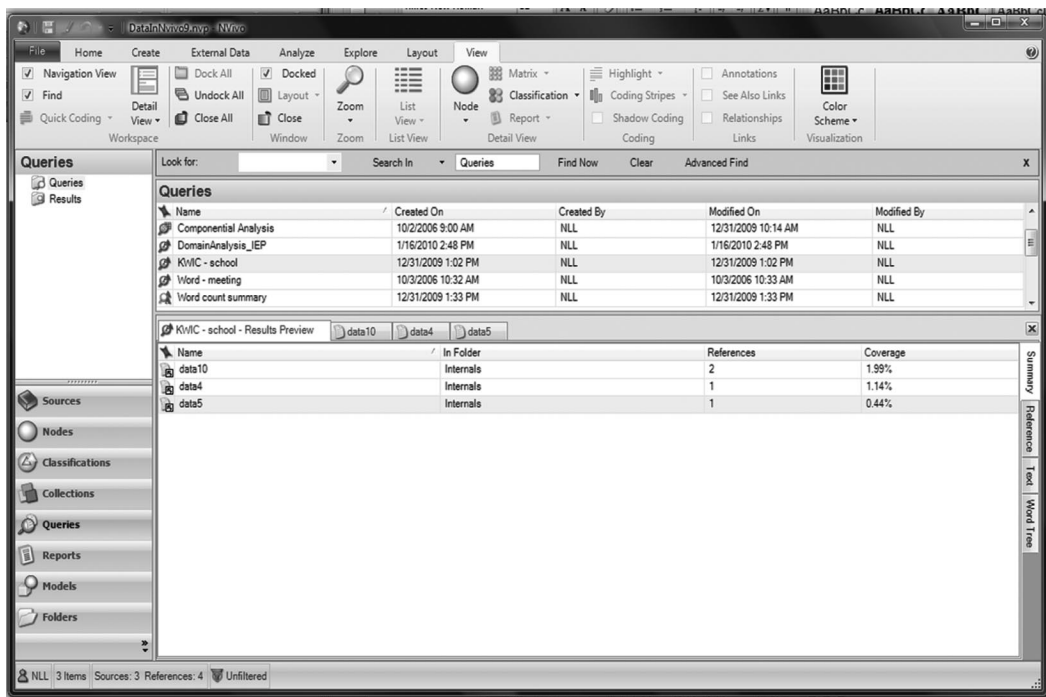 DataInNvivo9.nvp - NVivo
File Home Create External Data Analyze Explore Layout View
Navigation View
Find
Quick Coding
Detail View
Workspace
Dock All
Undock All
Close All
Docked
Layout
Close
Window
Zoom
Zoom
List View
List View
Node
Matrix
Classification
Report
Detail View
Highlight
Coding Stripes
Shadow Coding
Coding
Annotations
See Also Links
Relationships
Links
Color Scheme
Visualization
Queries
Queries
Results
Look for: Search In Queries Find Now Clear Advanced Find X
Queries
Name Created On Created By Modified On Modified By
Componential Analysis 10/2/2006 9:00 AM NLL 12/31/2009 10:14 AM NLL
DomainAnalysis_IEP 1/16/2010 2:48 PM NLL 1/16/2010 2:48 PM NLL
KWIC - school 12/31/2009 1:02 PM NLL 12/31/2009 1:02 PM NLL
Word - meeting 10/3/2006 10:32 AM NLL 10/3/2006 10:33 AM NLL
Word count summary 12/31/2009 1:33 PM NLL 12/31/2009 1:33 PM NLL
KWIC - school - Results Preview data10 data4 data5
Name In Folder References Coverage
data10 Internals 2 1.99%
data4 Internals 1 1.14%
data5 Internals 1 0.44%
Summary
Reference
Text
Word Tree
Sources
Nodes
Classifications
Collections
Queries
Reports
Models
Folders
NLL 3 Items Sources: 3 References: 4 Unfiltered